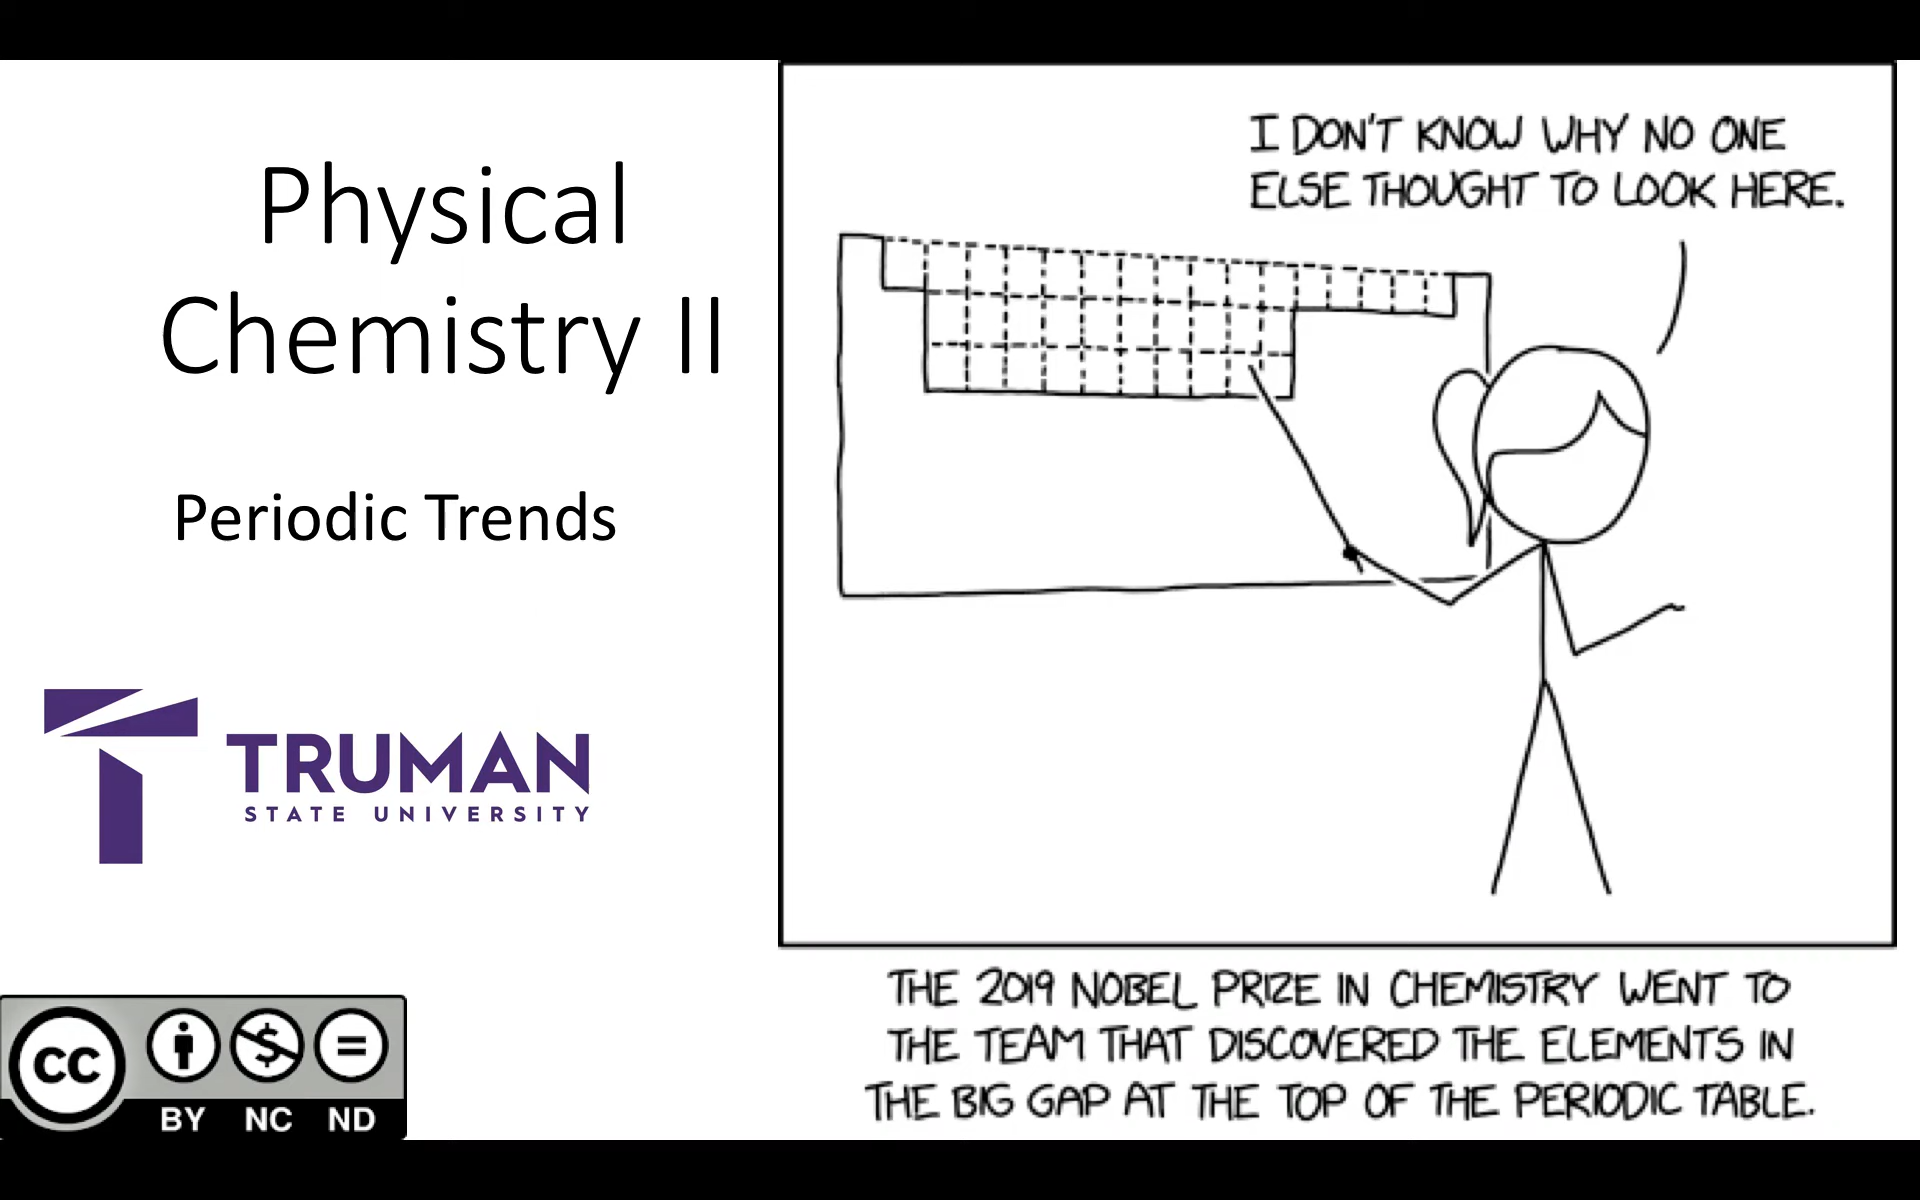 Physical
Chemistry II
Periodic Trends
TRUMAN
STATE UNIVERSITY
CC
BY NC ND
I DON'T KNOW WHY NO ONE
ELSE THOUGHT TO LOOK HERE.
THE 2019 NOBEL PRIZE IN CHEMISTRY WENT TO
THE TEAM THAT DISCOVERED THE ELEMENTS IN
THE BIG GAP AT THE TOP OF THE PERIODIC TABLE.